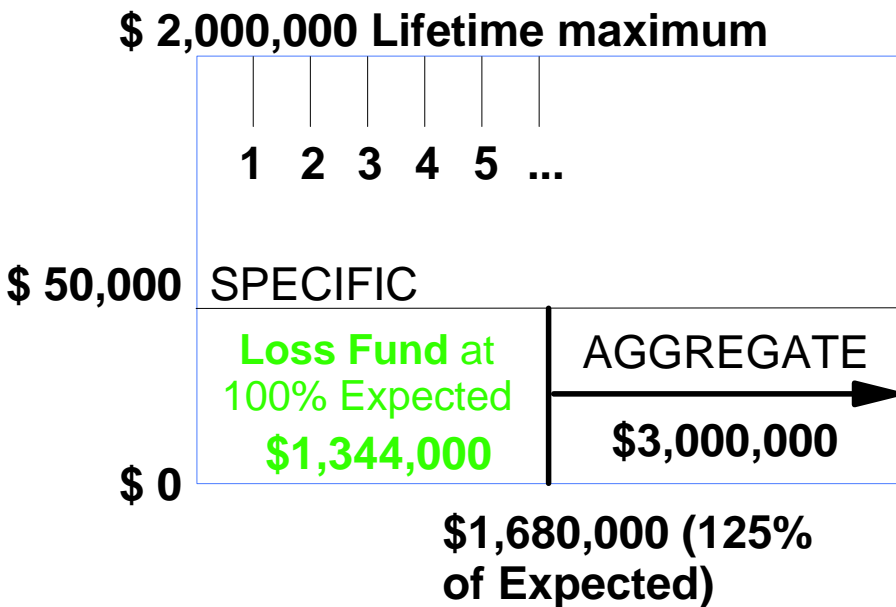 $ 2,000,000 Lifetime maximum
1 2 3 4 5 ...
$ 50,000 SPECIFIC
Loss Fund at
100% Expected
$1,344,000
AGGREGATE
$3,000,000
$ 0
$1,680,000 (125%
of Expected)